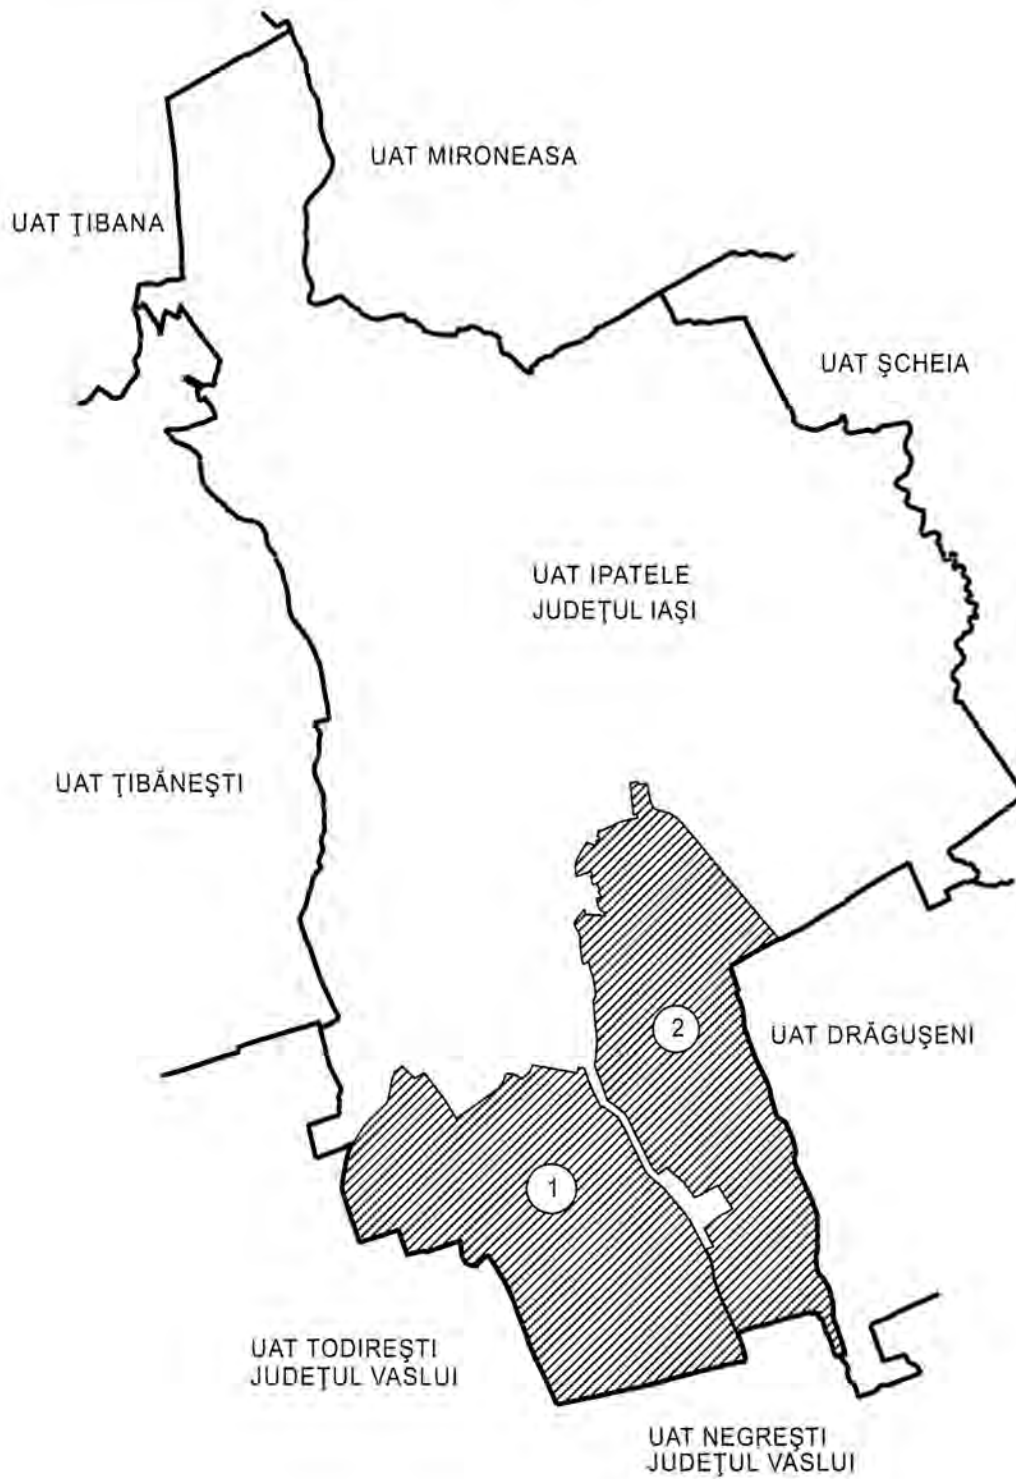 UAT MIRONEASA
UAT ŢIBANA
UAT ŞCHEIA
UAT IPATELE
JUDEŢUL IAŞI
UAT ŢIBĂNEŞTI
2
UAT DRĂGUŞENI
1
UAT TODIREŞTI
JUDEŢUL VASLUI
UAT NEGREŞTI
JUDEŢUL VASLUI